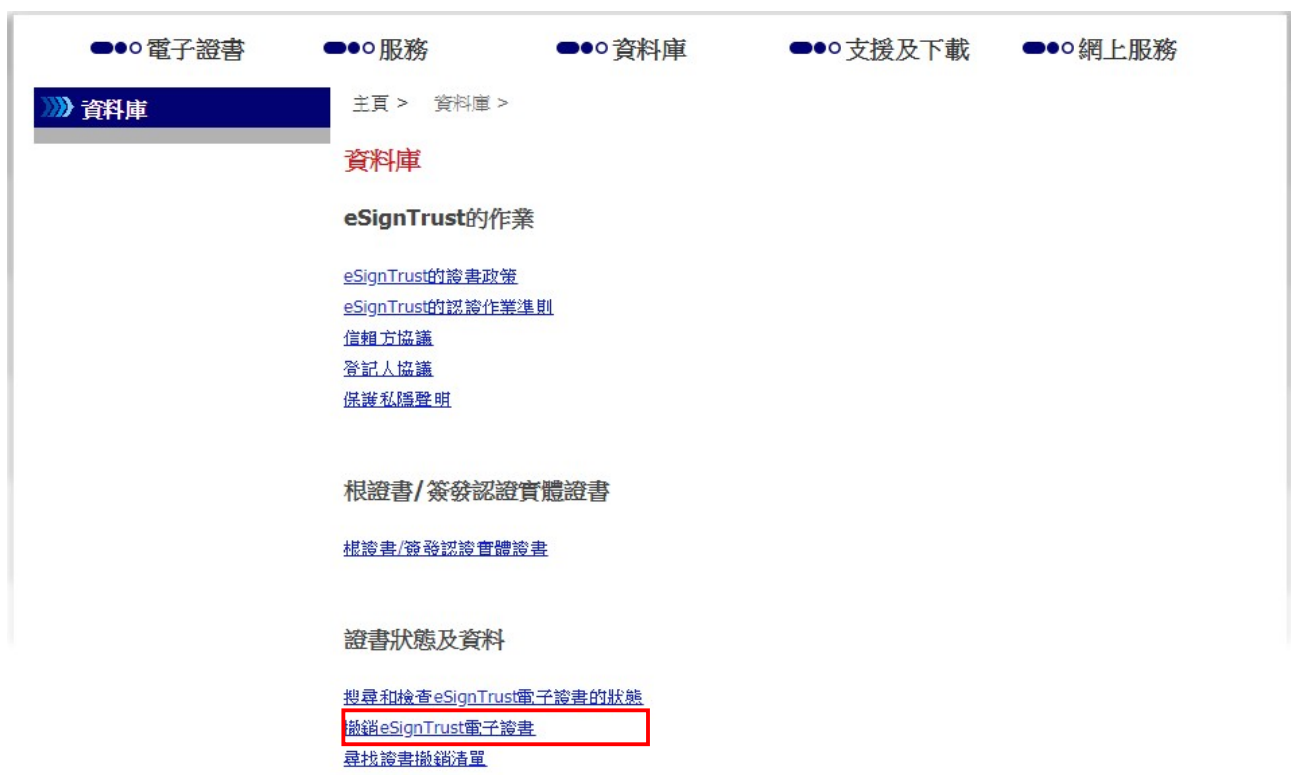 電子證書 服務 資料庫 支援及下載 網上服務
資料庫
主頁 > 資料庫 >
資料庫
eSignTrust的作業
eSignTrust的證書政策
eSignTrust的認證作業準則
信賴方協議
登記人協議
保護私隱聲明
根證書/簽發認證實體證書
根證書/簽發認證實體證書
證書狀態及資料
搜尋和檢查eSignTrust電子證書的狀態
撤銷eSignTrust電子證書
尋找證書撤銷清單